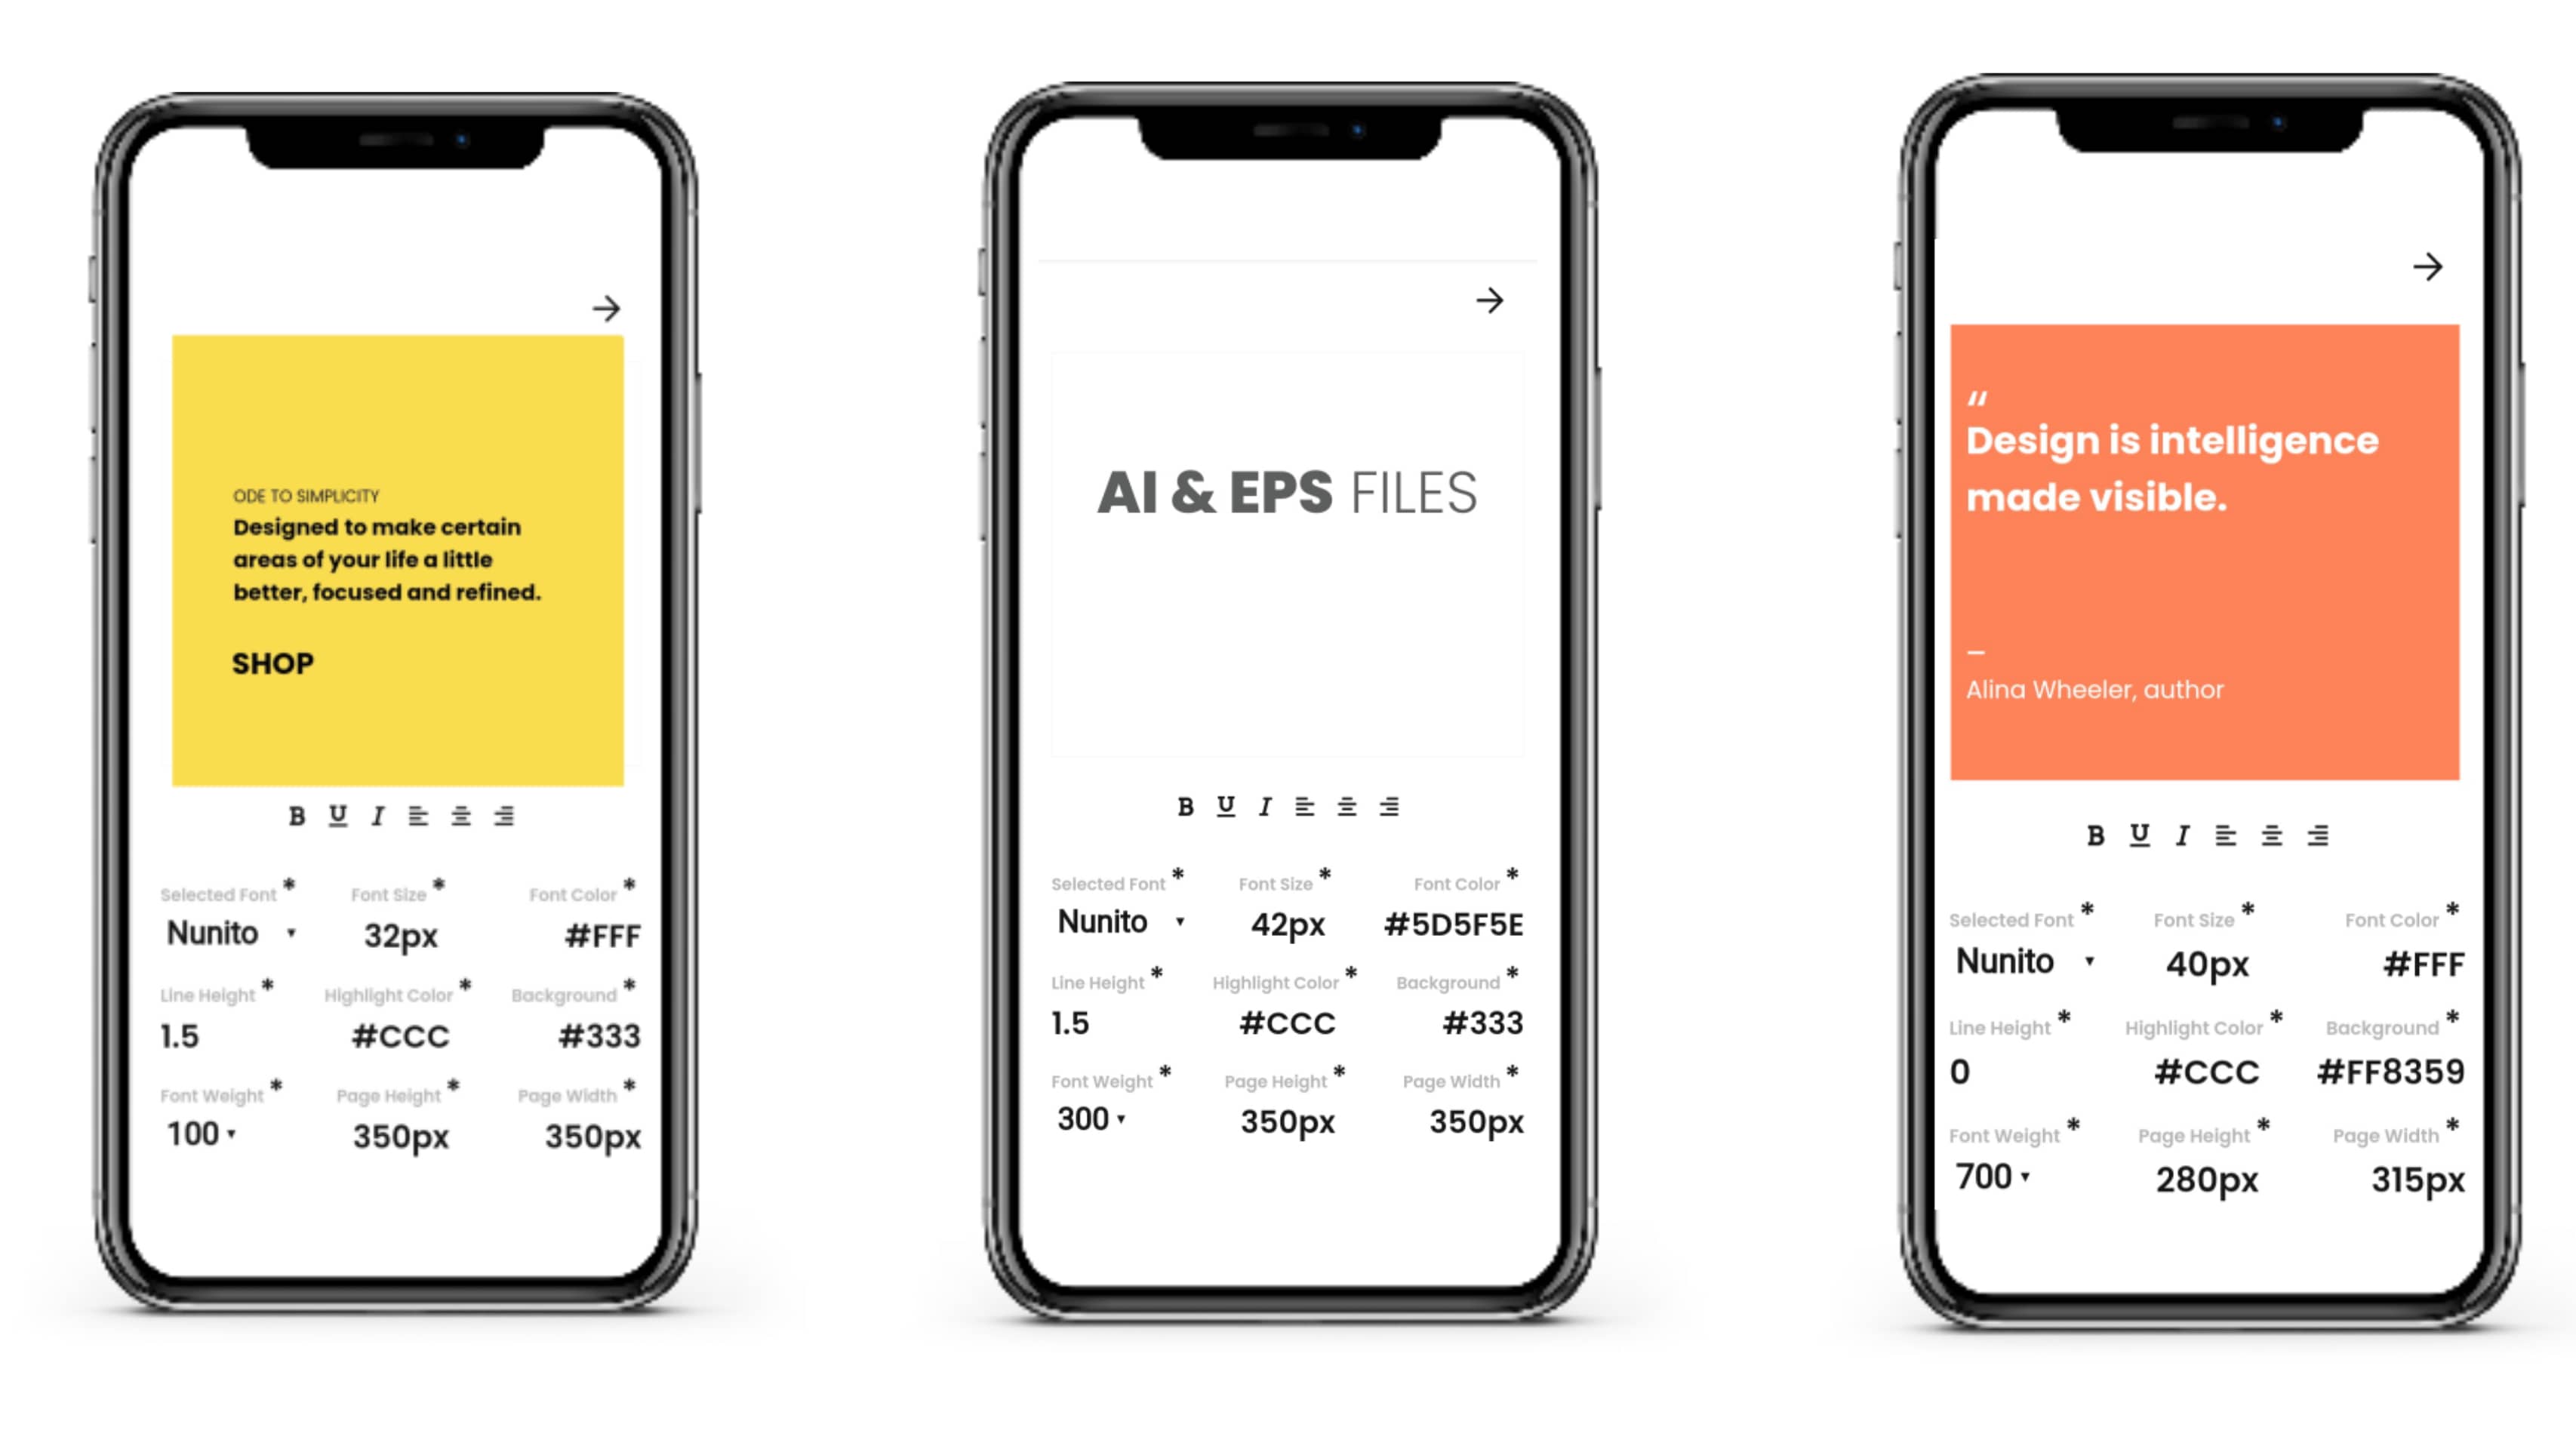 ODE TO SIMPLICITY
Designed to make certain
areas of your life a little
better, focused and refined.
SHOP
B U I
Selected Font * Font Size * Font Color *
Nunito ▾ 32px #FFF
Line Height * Highlight Color * Background *
1.5 #CCC #333
Font Weight * Page Height * Page Width *
100 ▾ 350px 350px
AI & EPS FILES
B U I
Selected Font * Font Size * Font Color *
Nunito ▾ 42px #5D5F5E
Line Height * Highlight Color * Background *
1.5 #CCC #333
Font Weight * Page Height * Page Width *
300 ▾ 350px 350px
“
Design is intelligence
made visible.
—
Alina Wheeler, author
B U I
Selected Font * Font Size * Font Color *
Nunito ▾ 40px #FFF
Line Height * Highlight Color * Background *
0 #CCC #FF8359
Font Weight * Page Height * Page Width *
700 ▾ 280px 315px